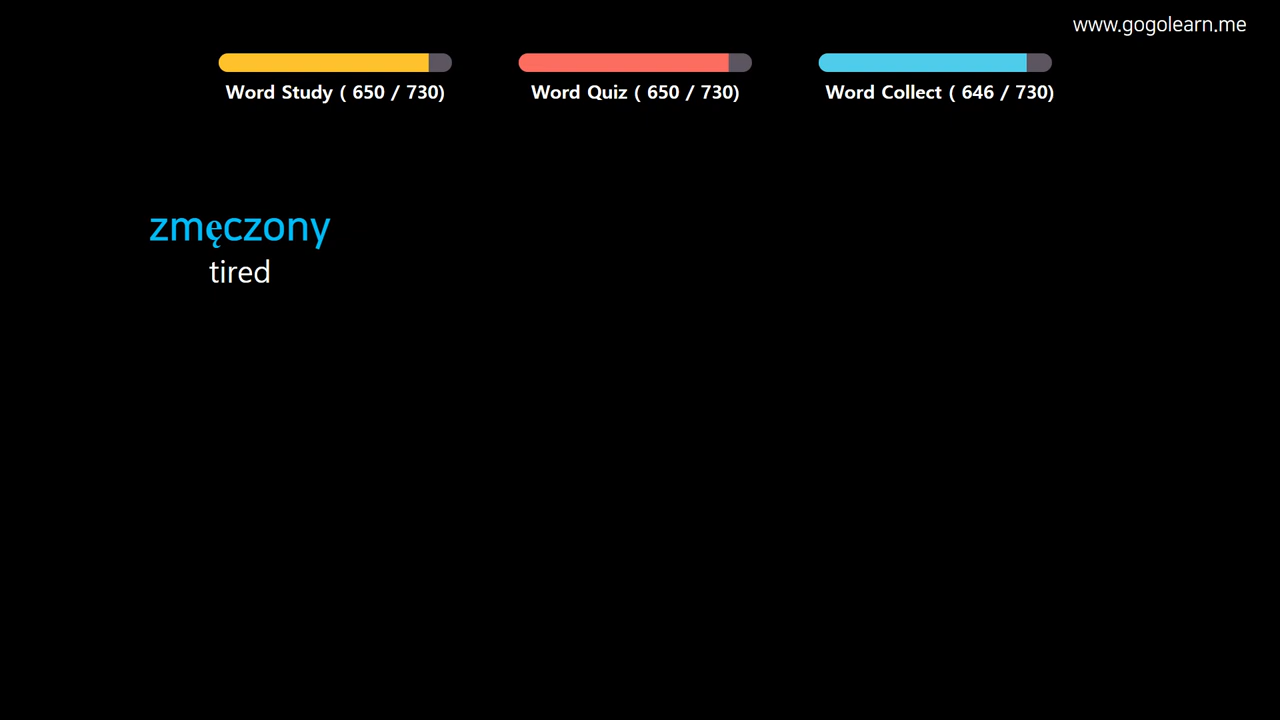 www.gogolearn.me
Word Study ( 650 / 730)
Word Quiz ( 650 / 730)
Word Collect ( 646 / 730)
zmęczony
tired